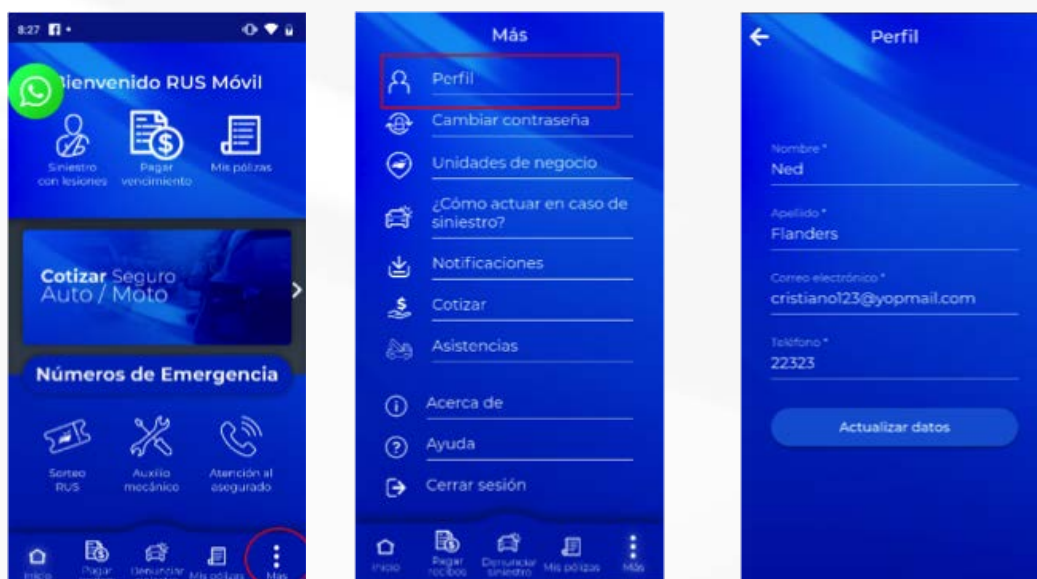 8:27
Bienvenido RUS Móvil
Siniestro
con lesiones
Pagar
vencimiento
Mis pólizas
Cotizar Seguro
Auto / Moto
Números de Emergencia
Sorteo
RUS
Auxilio
mecánico
Atención al
asegurado
Inicio
Pagar
Denunciar
Mis pólizas
Más
Más
Perfil
Cambiar contraseña
Unidades de negocio
¿Cómo actuar en caso de
siniestro?
Notificaciones
Cotizar
Asistencias
Acerca de
Ayuda
Cerrar sesión
Inicio
Pagar
recibos
Denunciar
siniestro
Mis pólizas
Más
Perfil
Nombre *
Ned
Apellido *
Flanders
Correo electrónico *
cristiano123@yopmail.com
Teléfono *
22323
Actualizar datos